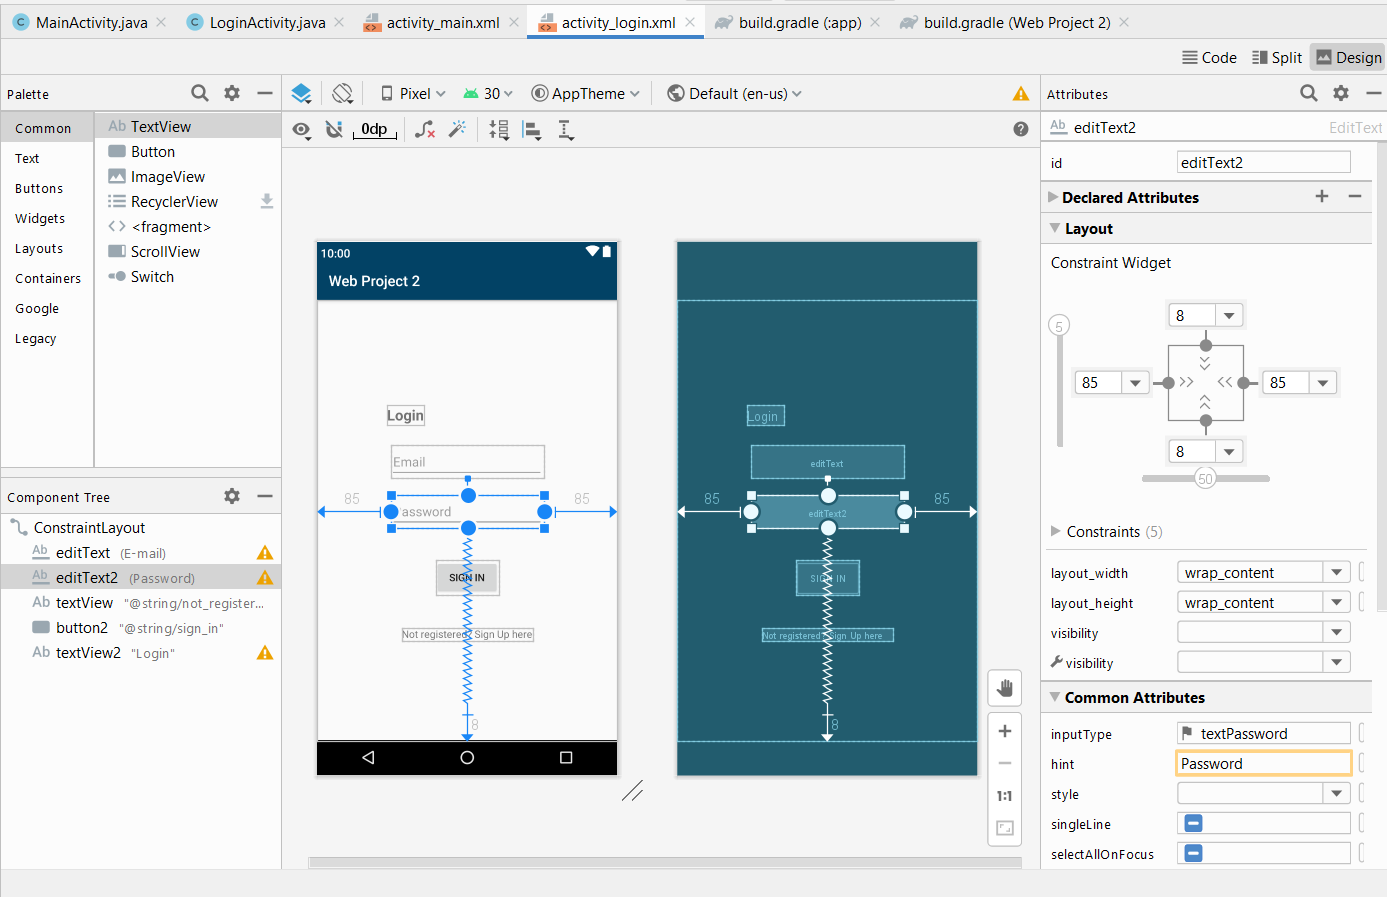 MainActivity.java LoginActivity.java activity_main.xml activity_login.xml build.gradle (:app) build.gradle (Web Project 2)
Code Split Design
Palette
Common
Text
Buttons
Widgets
Layouts
Containers
Google
Legacy
Ab TextView
Button
ImageView
RecyclerView
<fragment>
ScrollView
Switch
Pixel 30 AppTheme Default (en-us)
0dp
10:00
Web Project 2
Login
Email
85 assword 85
SIGN IN
Not registered? Sign Up here
8
Login
editText
85 editText2 85
SIGN IN
Not registered? Sign Up here
8
1:1
Component Tree
ConstraintLayout
Ab editText (E-mail)
Ab editText2 (Password)
Ab textView "@string/not_register...
button2 "@string/sign_in"
Ab textView2 "Login"
Attributes
Ab editText2 EditText
id editText2
Declared Attributes
Layout
Constraint Widget
5
8
85 85
8
50
Constraints (5)
layout_width wrap_content
layout_height wrap_content
visibility
visibility
Common Attributes
inputType textPassword
hint Password
style
singleLine
selectAllOnFocus